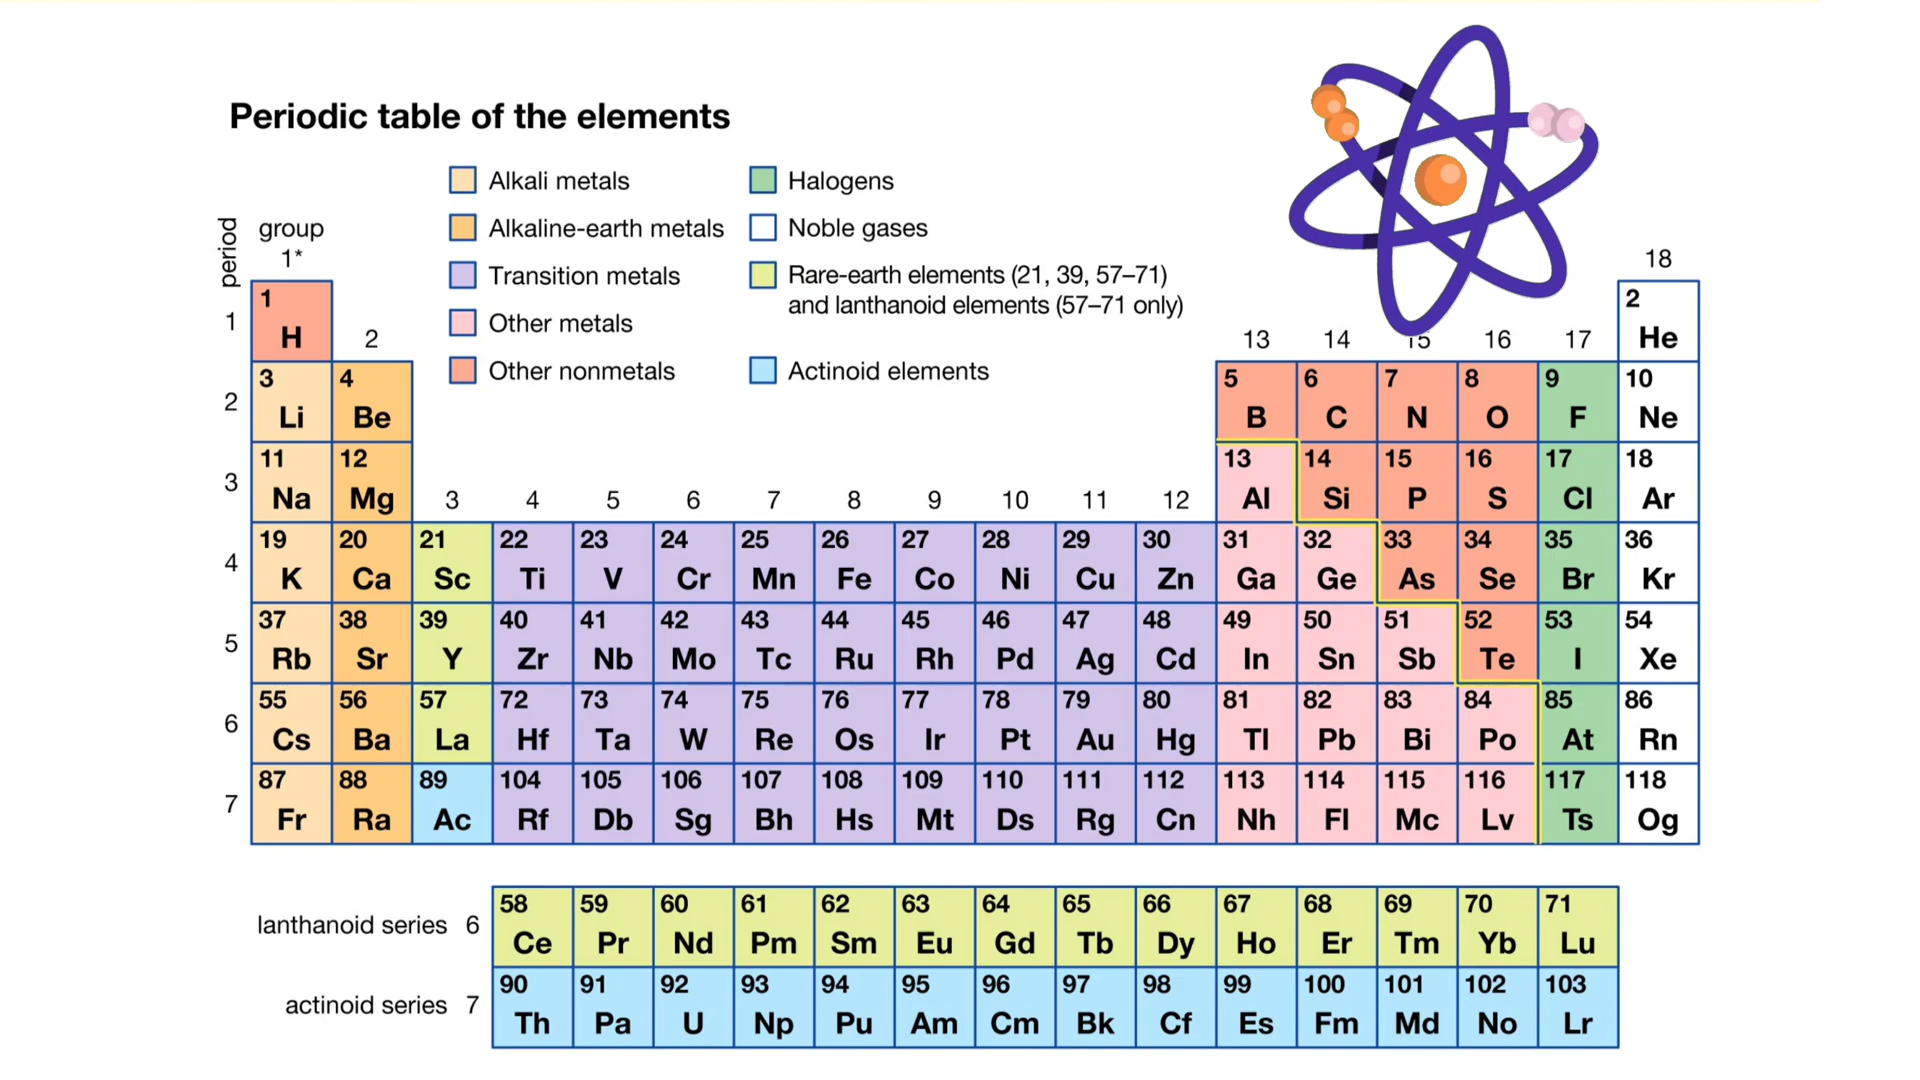 Periodic table of the elements
Alkali metals
Alkaline-earth metals
Transition metals
Other metals
Other nonmetals
Halogens
Noble gases
Rare-earth elements (21, 39, 57–71)
and lanthanoid elements (57–71 only)
Actinoid elements
period
group
1* 18
1 2
1 H He
2 13 14 15 16 17
3 4 5 6 7 8 9 10
2 Li Be B C N O F Ne
11 12 13 14 15 16 17 18
3 Na Mg Al Si P S Cl Ar
3 4 5 6 7 8 9 10 11 12
19 20 21 22 23 24 25 26 27 28 29 30 31 32 33 34 35 36
4 K Ca Sc Ti V Cr Mn Fe Co Ni Cu Zn Ga Ge As Se Br Kr
37 38 39 40 41 42 43 44 45 46 47 48 49 50 51 52 53 54
5 Rb Sr Y Zr Nb Mo Tc Ru Rh Pd Ag Cd In Sn Sb Te I Xe
55 56 57 72 73 74 75 76 77 78 79 80 81 82 83 84 85 86
6 Cs Ba La Hf Ta W Re Os Ir Pt Au Hg Tl Pb Bi Po At Rn
87 88 89 104 105 106 107 108 109 110 111 112 113 114 115 116 117 118
7 Fr Ra Ac Rf Db Sg Bh Hs Mt Ds Rg Cn Nh Fl Mc Lv Ts Og
58 59 60 61 62 63 64 65 66 67 68 69 70 71
lanthanoid series 6 Ce Pr Nd Pm Sm Eu Gd Tb Dy Ho Er Tm Yb Lu
90 91 92 93 94 95 96 97 98 99 100 101 102 103
actinoid series 7 Th Pa U Np Pu Am Cm Bk Cf Es Fm Md No Lr